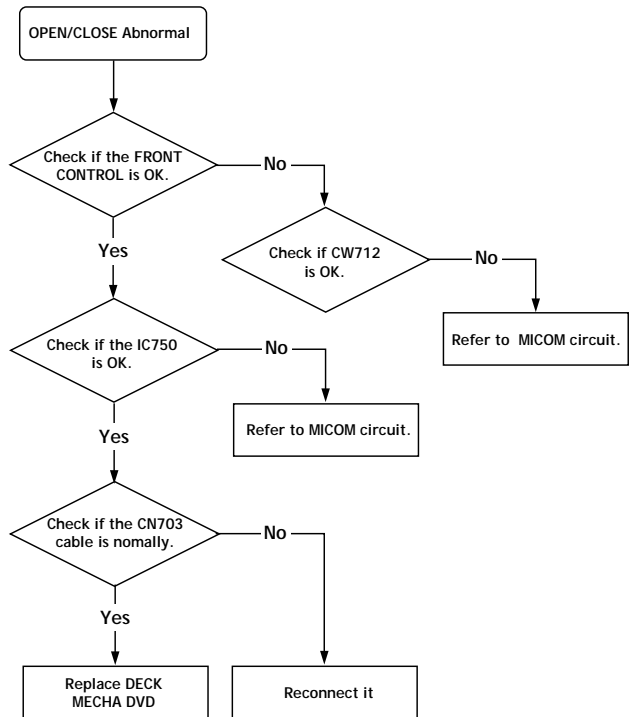 OPEN/CLOSE Abnormal
Check if the FRONT
CONTROL is OK.
No
Yes
Check if CW712
is OK.
No
Refer to MICOM circuit.
Check if the IC750
is OK.
No
Refer to MICOM circuit.
Yes
Check if the CN703
cable is nomally.
No
Yes
Replace DECK
MECHA DVD
Reconnect it